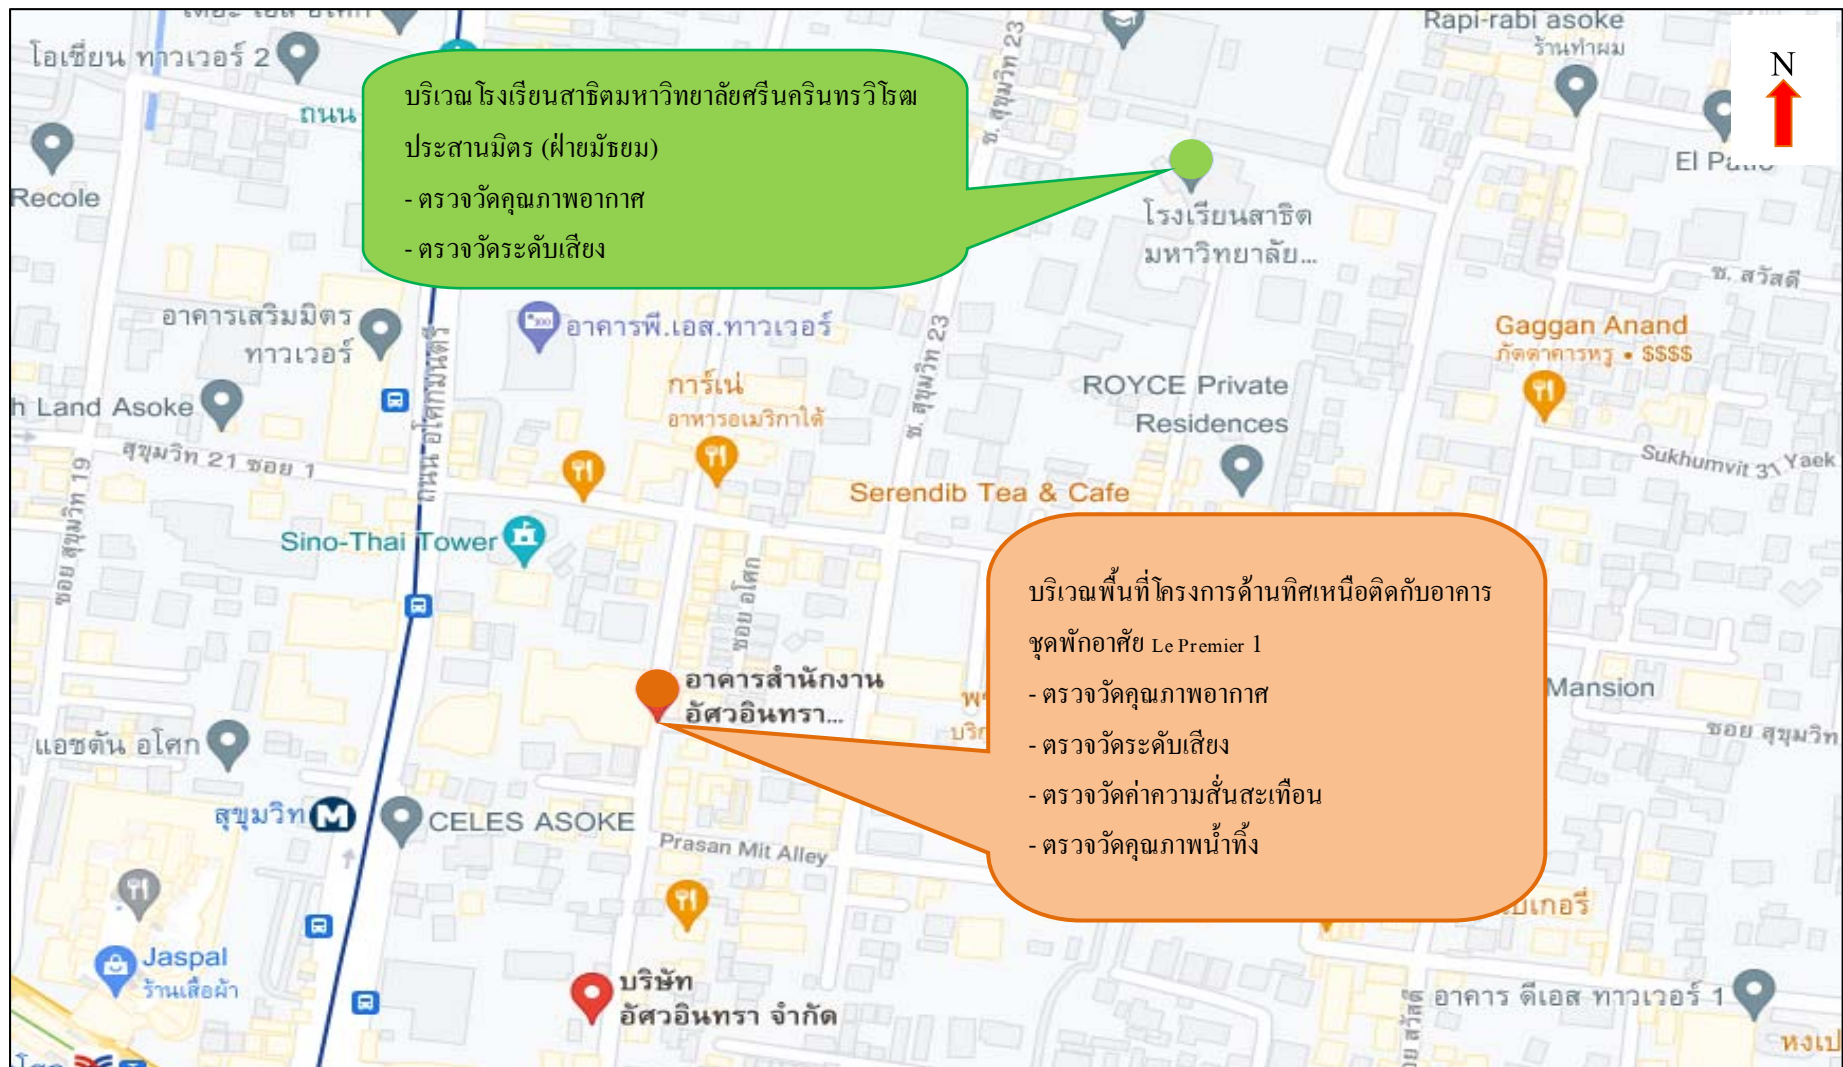 Rapi-rabi asoke
ร้านทำผม
N
โอเชี่ยน ทาวเวอร์ 2
ถนน
ซ. สุขุมวิท 23
บริเวณโรงเรียนสาธิตมหาวิทยาลัยศรีนครินทรวิโรฒ
ประสานมิตร (ฝ่ายมัธยม)
- ตรวจวัดคุณภาพอากาศ
- ตรวจวัดระดับเสียง
Recole
El Patio
โรงเรียนสาธิต
มหาวิทยาลัย...
ซ. สวัสดี
อาคารเสริมมิตร
ทาวเวอร์
อาคารพี.เอส.ทาวเวอร์
ถนน อโศกมนตรี
ซ. สุขุมวิท 23
Gaggan Anand
ภัตตาคารหรู • $$$$
การ์เน่
อาหารอเมริกาใต้
ROYCE Private
Residences
h Land Asoke
สุขุมวิท 21 ซอย 1
ซอย สุขุมวิท 19
Sukhumvit 31 Yaek
Serendib Tea & Cafe
Sino-Thai Tower
ซอย อโศก
บริเวณพื้นที่โครงการด้านทิศเหนือติดกับอาคาร
ชุดพักอาศัย Le Premier 1
- ตรวจวัดคุณภาพอากาศ
- ตรวจวัดระดับเสียง
- ตรวจวัดค่าความสั่นสะเทือน
- ตรวจวัดคุณภาพน้ำทิ้ง
อาคารสำนักงาน
อัศวอินทรา...
Mansion
ซอย สุขุมวิท
แอชตัน อโศก
สุขุมวิท
CELES ASOKE
Prasan Mit Alley
เกอรี่
Jaspal
ร้านเสื้อผ้า
บริษัท
อัศวอินทรา จำกัด
อาคาร ดีเอส ทาวเวอร์ 1
สวัสดี
หงเป